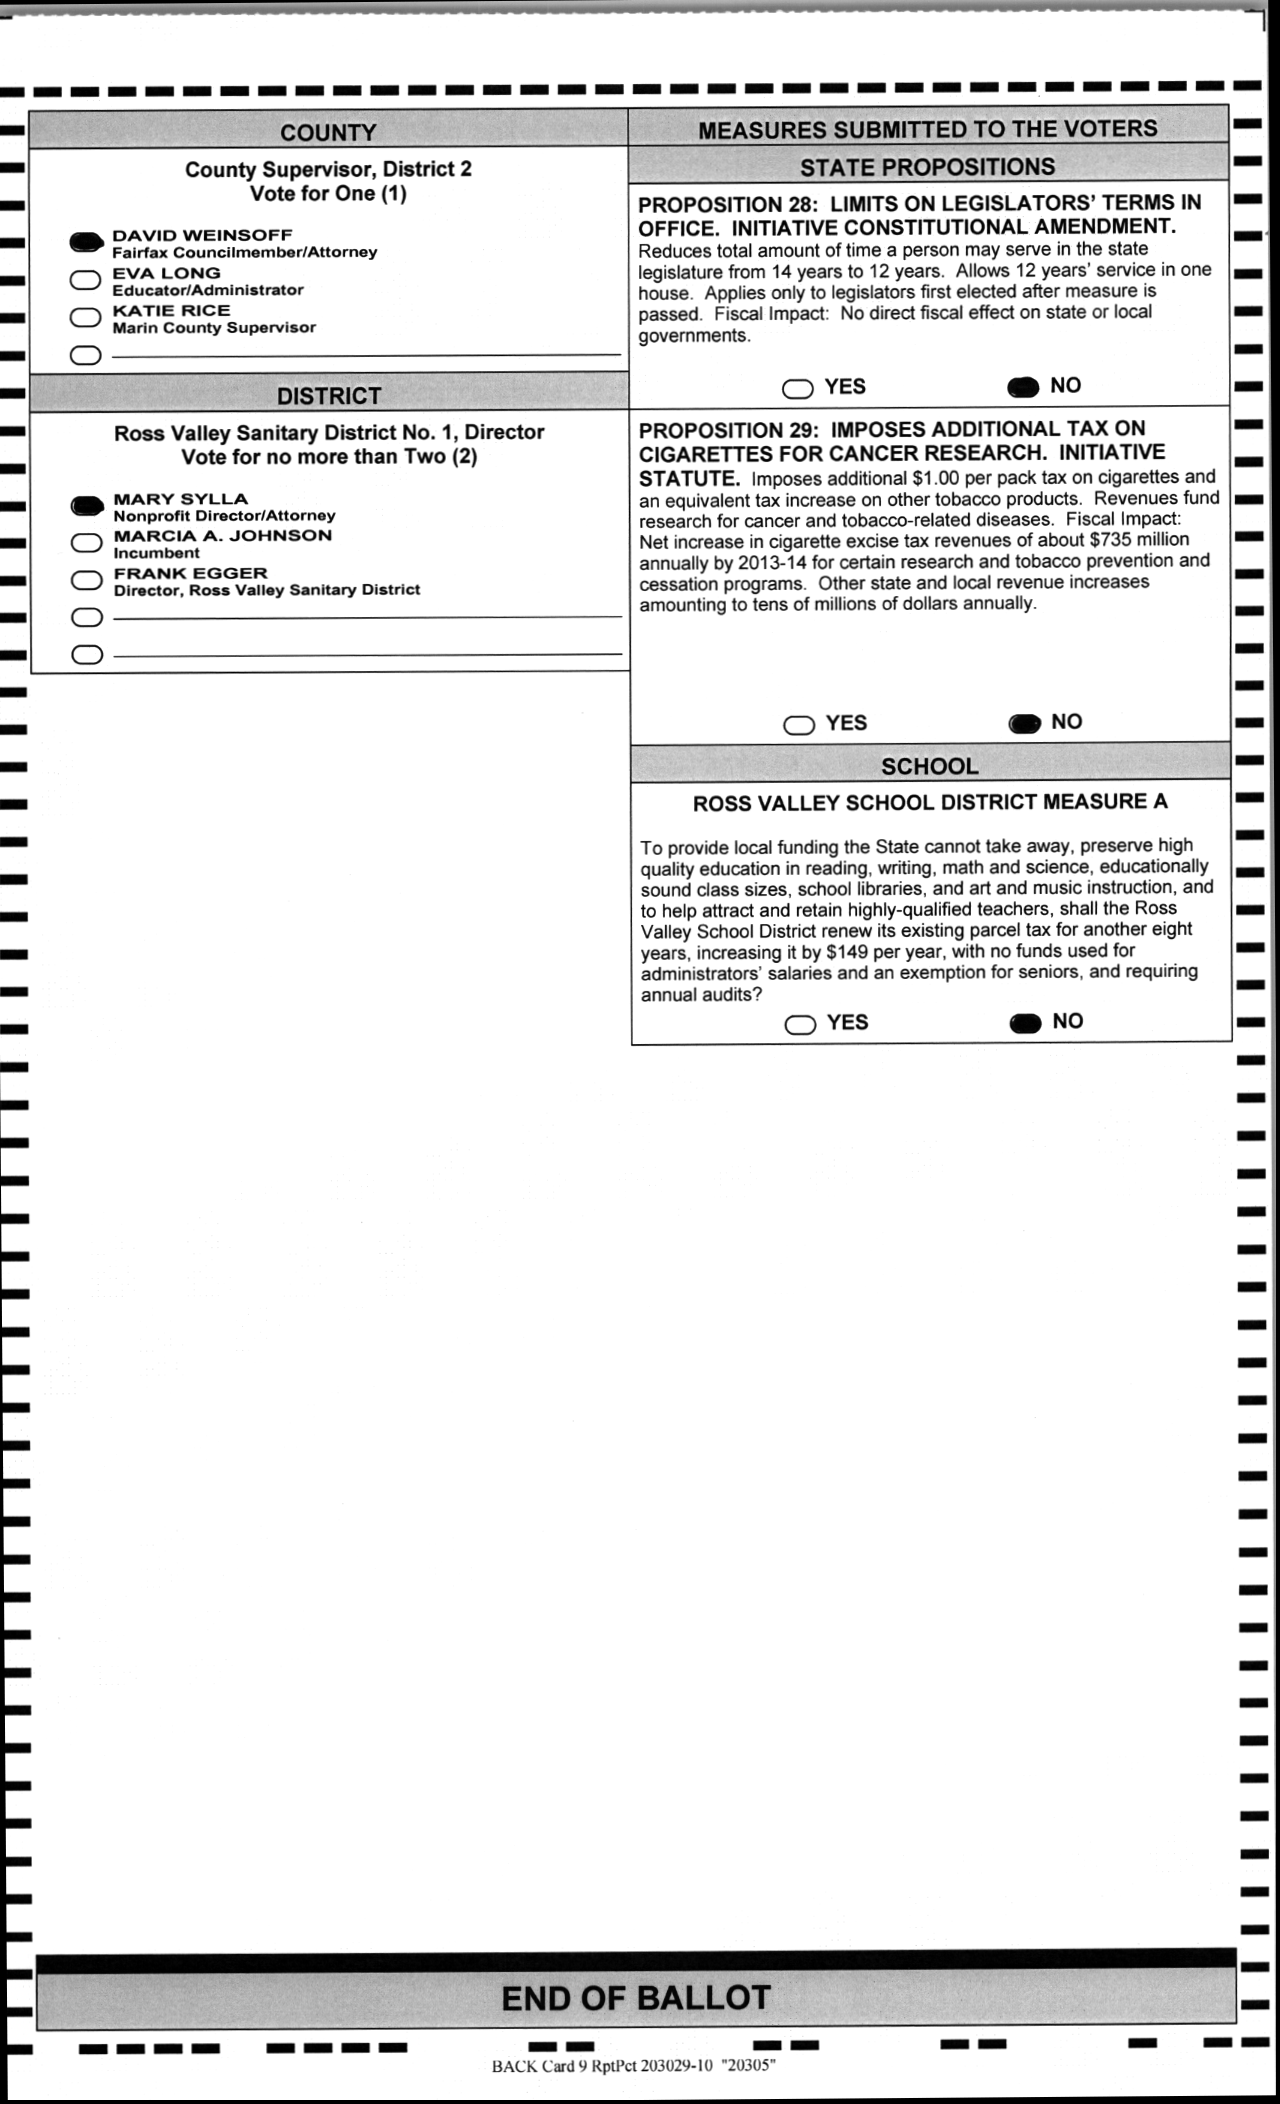 COUNTY
County Supervisor, District 2
Vote for One (1)
DAVID WEINSOFF
Fairfax Councilmember/Attorney
EVA LONG
Educator/Administrator
KATIE RICE
Marin County Supervisor
DISTRICT
Ross Valley Sanitary District No. 1, Director
Vote for no more than Two (2)
MARY SYLLA
Nonprofit Director/Attorney
MARCIA A. JOHNSON
Incumbent
FRANK EGGER
Director, Ross Valley Sanitary District
MEASURES SUBMITTED TO THE VOTERS
STATE PROPOSITIONS
PROPOSITION 28: LIMITS ON LEGISLATORS' TERMS IN
OFFICE. INITIATIVE CONSTITUTIONAL AMENDMENT.
Reduces total amount of time a person may serve in the state
legislature from 14 years to 12 years. Allows 12 years' service in one
house. Applies only to legislators first elected after measure is
passed. Fiscal Impact: No direct fiscal effect on state or local
governments.
YES NO
PROPOSITION 29: IMPOSES ADDITIONAL TAX ON
CIGARETTES FOR CANCER RESEARCH. INITIATIVE
STATUTE. Imposes additional $1.00 per pack tax on cigarettes and
an equivalent tax increase on other tobacco products. Revenues fund
research for cancer and tobacco-related diseases. Fiscal Impact:
Net increase in cigarette excise tax revenues of about $735 million
annually by 2013-14 for certain research and tobacco prevention and
cessation programs. Other state and local revenue increases
amounting to tens of millions of dollars annually.
YES NO
SCHOOL
ROSS VALLEY SCHOOL DISTRICT MEASURE A
To provide local funding the State cannot take away, preserve high
quality education in reading, writing, math and science, educationally
sound class sizes, school libraries, and art and music instruction, and
to help attract and retain highly-qualified teachers, shall the Ross
Valley School District renew its existing parcel tax for another eight
years, increasing it by $149 per year, with no funds used for
administrators' salaries and an exemption for seniors, and requiring
annual audits?
YES NO
END OF BALLOT
BACK Card 9 RptPct 203029-10 "20305"